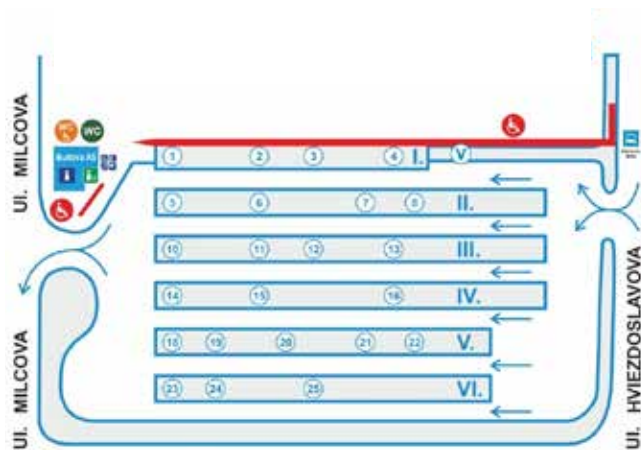 Ul. MILCOVA
WC
WC
Budova AS
1 2 3 4 I. V
5 6 7 8 II.
10 11 12 13 III.
14 15 16 IV.
18 19 20 21 22 V.
23 24 25 VI.
Ul. MILCOVA
Ul. HVIEZDOSLAVOVA